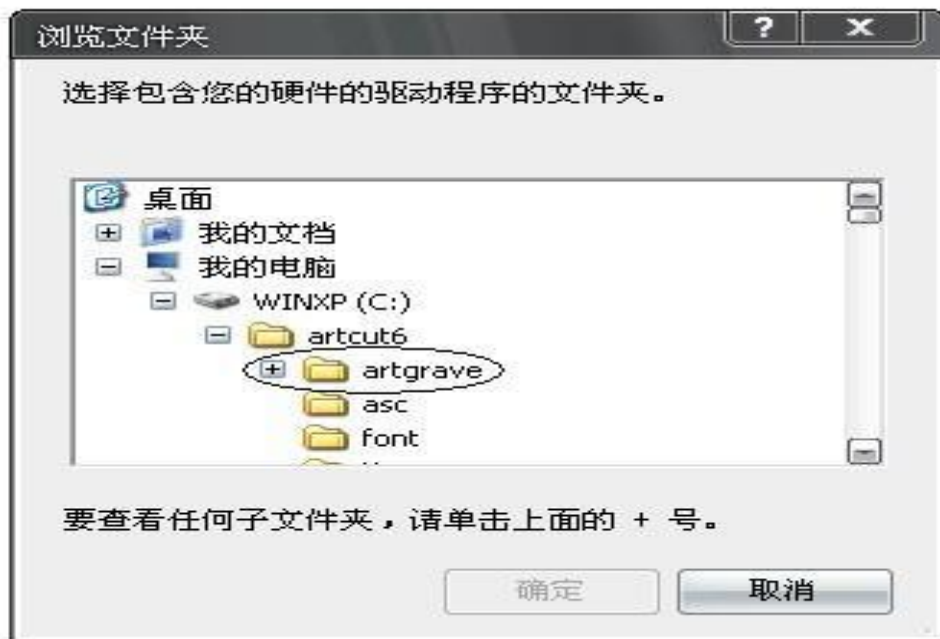 浏览文件夹
选择包含您的硬件的驱动程序的文件夹。
桌面
我的文档
我的电脑
WINXP (C:)
artcut6
artgrave
asc
font
要查看任何子文件夹，请单击上面的 + 号。
确定 取消